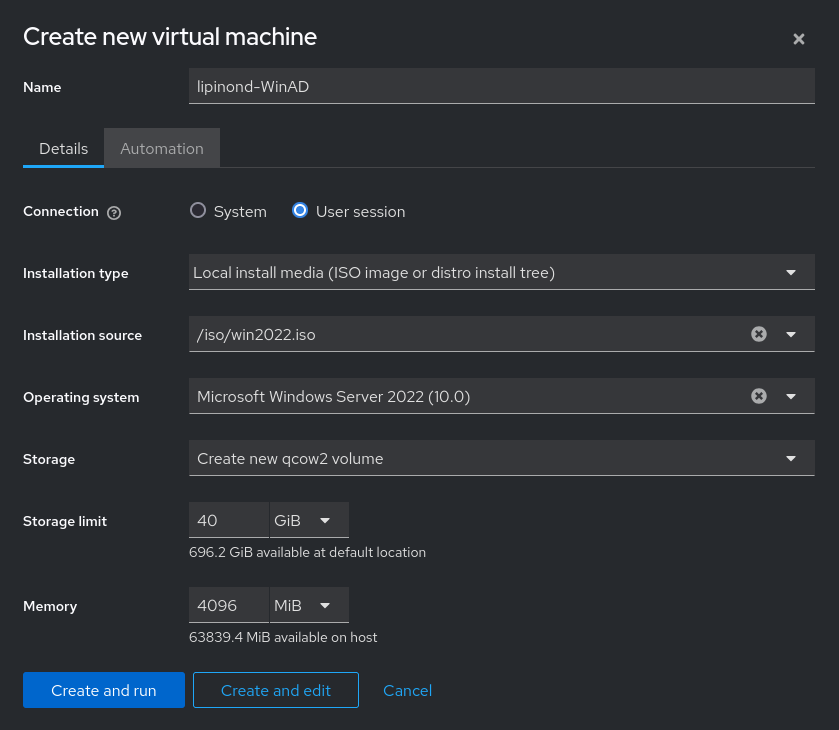 Create new virtual machine
Name lipinond-WinAD
Details Automation
Connection System User session
Installation type Local install media (ISO image or distro install tree)
Installation source /iso/win2022.iso
Operating system Microsoft Windows Server 2022 (10.0)
Storage Create new qcow2 volume
Storage limit 40 GiB
696.2 GiB available at default location
Memory 4096 MiB
63839.4 MiB available on host
Create and run Create and edit Cancel